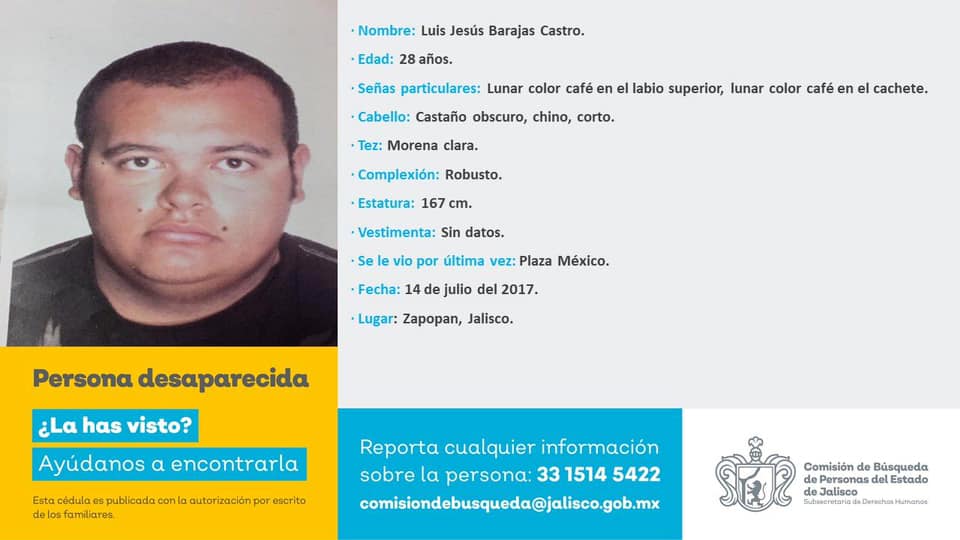 · Nombre: Luis Jesús Barajas Castro.
· Edad: 28 años.
· Señas particulares: Lunar color café en el labio superior, lunar color café en el cachete.
· Cabello: Castaño obscuro, chino, corto.
· Tez: Morena clara.
· Complexión: Robusto.
· Estatura: 167 cm.
· Vestimenta: Sin datos.
· Se le vio por última vez: Plaza México.
· Fecha: 14 de julio del 2017.
· Lugar: Zapopan, Jalisco.
Persona desaparecida
¿La has visto?
Ayúdanos a encontrarla
Esta cédula es publicada con la autorización por escrito
de los familiares.
Reporta cualquier información
sobre la persona: 33 1514 5422
comisiondebusqueda@jalisco.gob.mx
Comisión de Búsqueda
de Personas del Estado
de Jalisco
Subsecretaría de Derechos Humanos